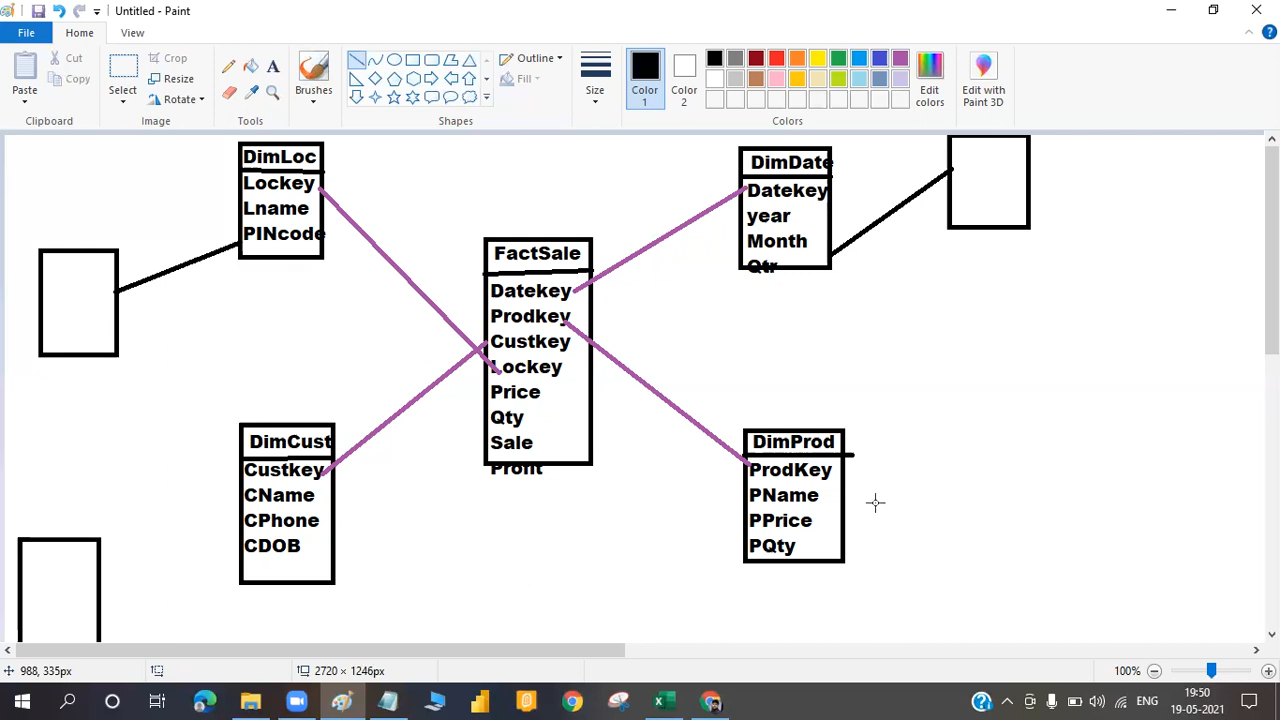 Untitled - Paint
File
Home
View
Paste
Cut
Copy
Clipboard
Select
Crop
Resize
Rotate
Image
A
Tools
Brushes
Outline
Fill
Shapes
Size
Color
1
Color
2
Edit
colors
Colors
Edit with
Paint 3D
DimLoc
Lockey
Lname
PINcode
DimDate
Datekey
year
Month
Qtr
FactSale
Datekey
Prodkey
Custkey
Lockey
Price
Qty
Sale
Profit
DimCust
Custkey
CName
CPhone
CDOB
DimProd
ProdKey
PName
PPrice
PQty
988, 335px
2720 × 1246px
100%
ENG
19:50
19-05-2021